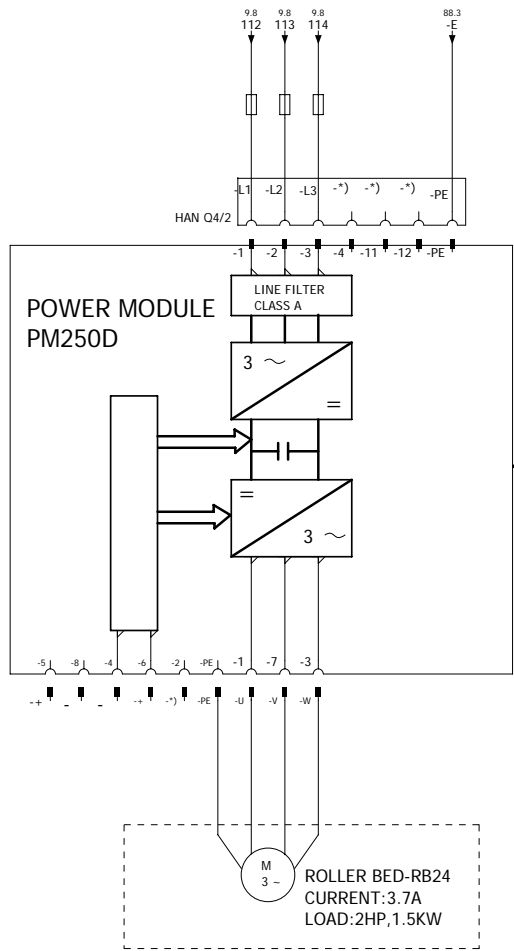 9.8 9.8 9.8 88.3
112 113 114 -E
-L1 -L2 -L3 -*) -*) -*) -PE
HAN Q4/2
-1 -2 -3 -4 -11 -12 -PE
POWER MODULE
PM250D
LINE FILTER
CLASS A
3 ~
=
=
3 ~
-5 -8 -4 -6 -2 -PE -1 -7 -3
-+ - - -+ -*) -PE -U -V -W
M
3 ~
ROLLER BED-RB24
CURRENT:3.7A
LOAD:2HP,1.5KW